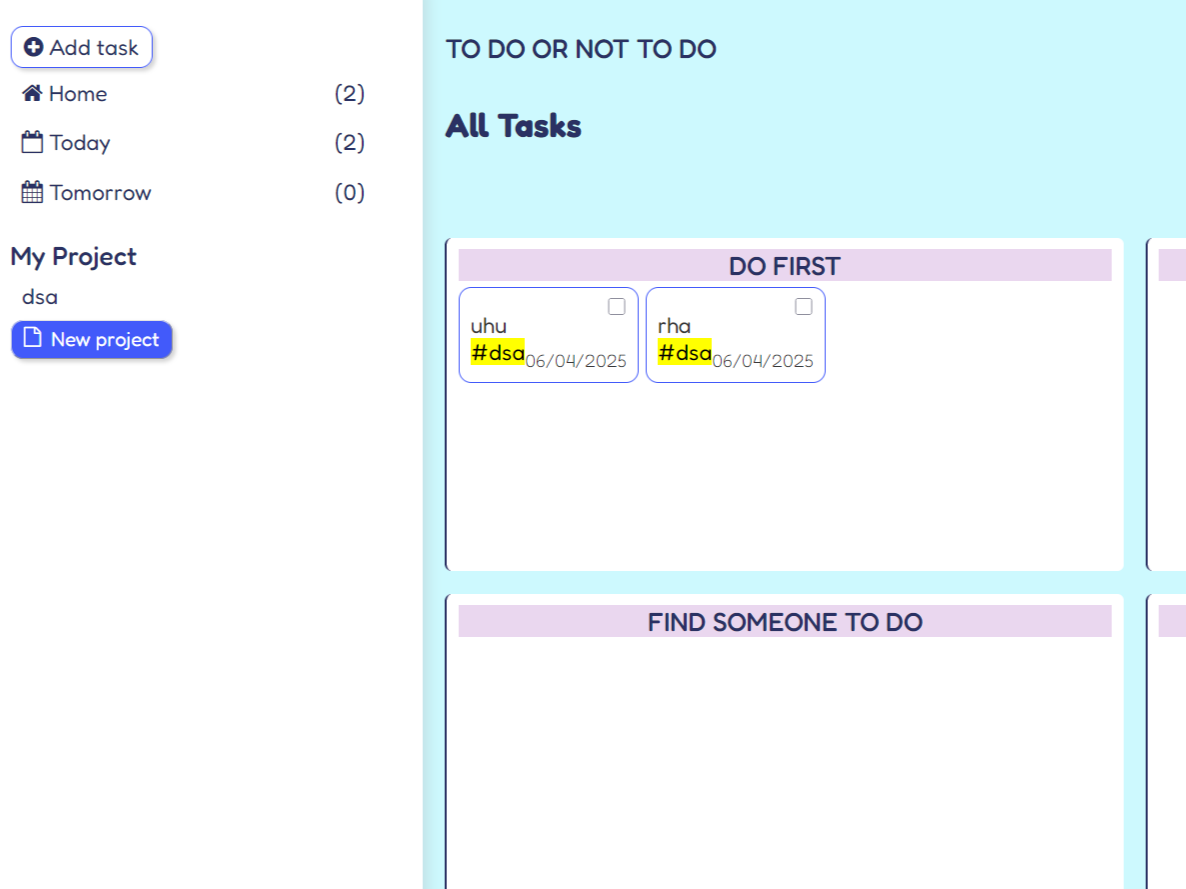 Add task
Home (2)
Today (2)
Tomorrow (0)
My Project
dsa
New project
TO DO OR NOT TO DO
All Tasks
DO FIRST
uhu
#dsa 06/04/2025
rha
#dsa 06/04/2025
FIND SOMEONE TO DO